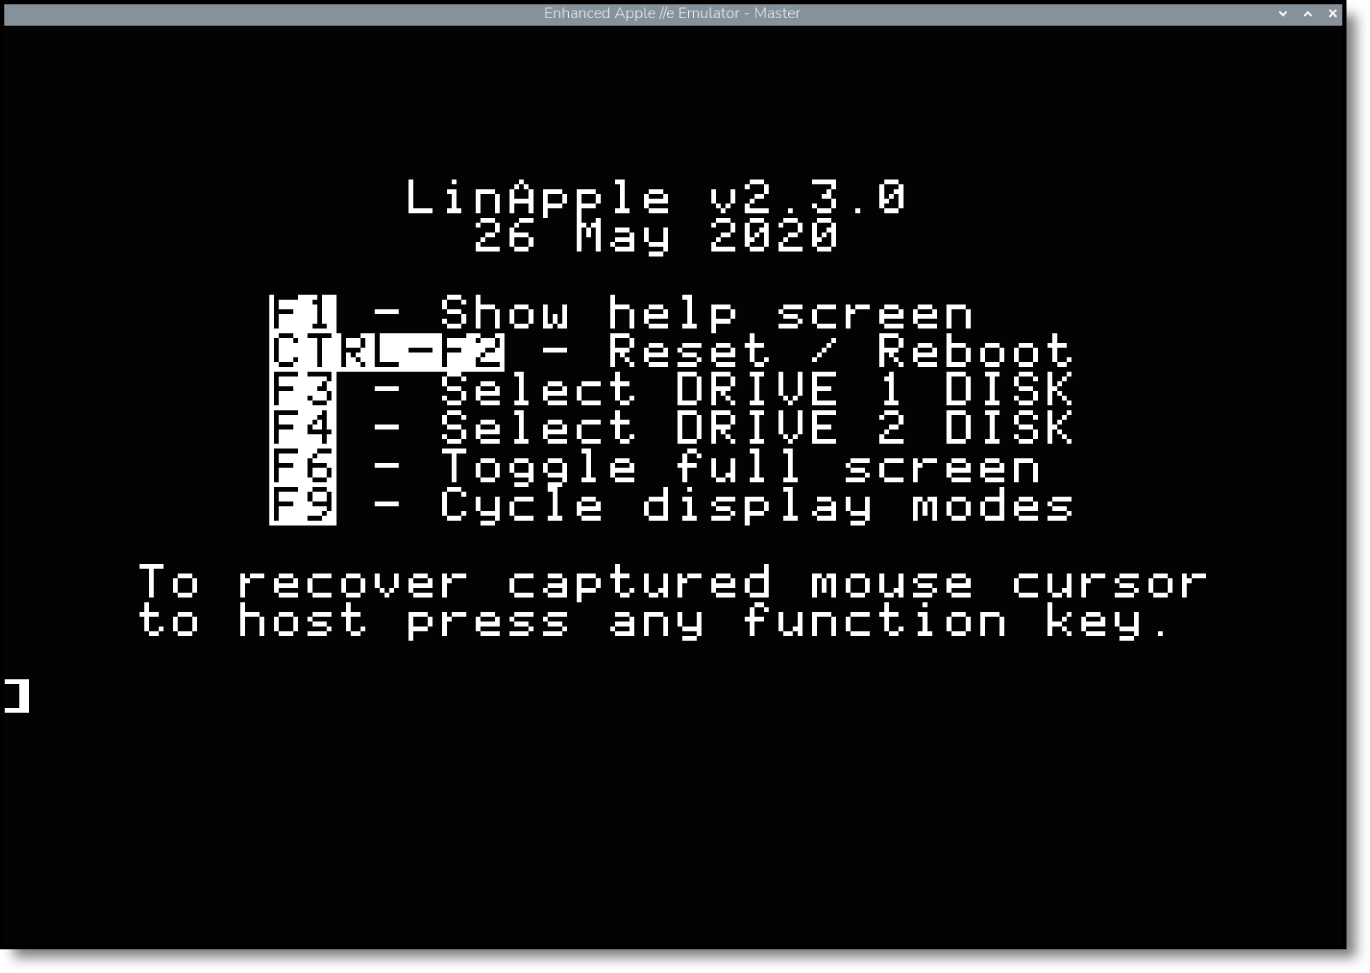 Enhanced Apple //e Emulator - Master
LinApple v2.3.0
26 May 2020
F1 - Show help screen
CTRL-F2 - Reset / Reboot
F3 - Select DRIVE 1 DISK
F4 - Select DRIVE 2 DISK
F6 - Toggle full screen
F9 - Cycle display modes
To recover captured mouse cursor
to host press any function key.
]